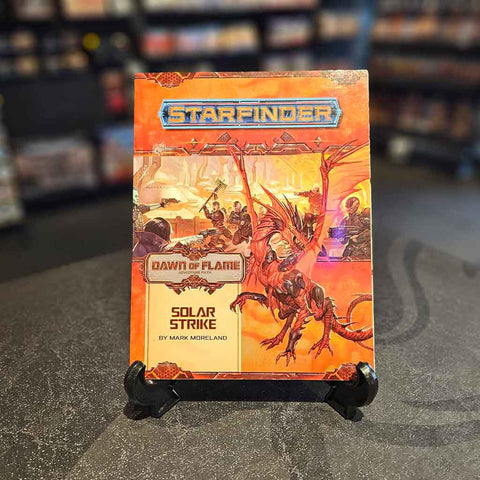 STARFINDER
DAWN OF FLAME
ADVENTURE PATH
SOLAR
STRIKE
BY MARK MORELAND